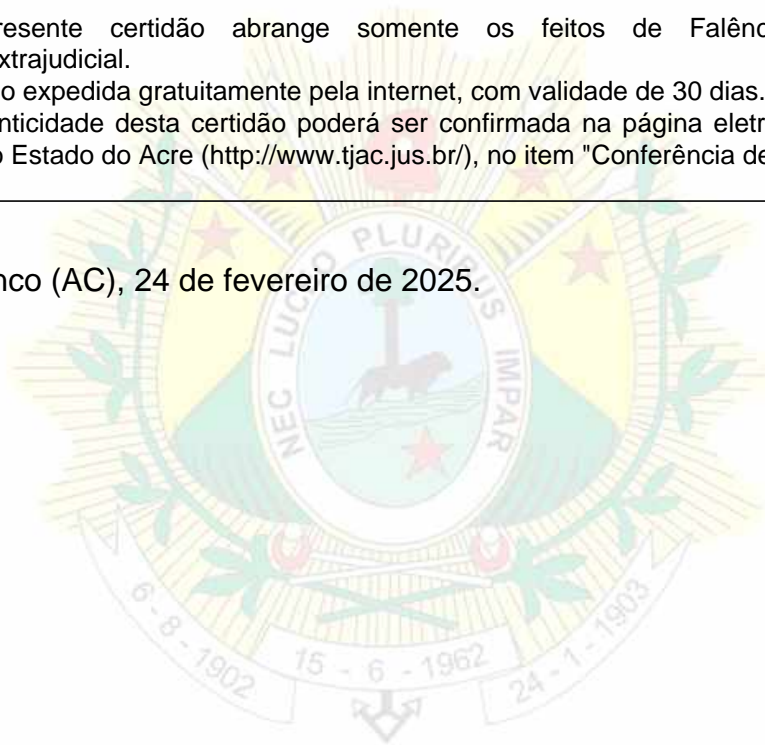 resente certidão abrange somente os feitos de Falênc
xtrajudicial.
o expedida gratuitamente pela internet, com validade de 30 dias.
nticidade desta certidão poderá ser confirmada na página eletr
o Estado do Acre (http://www.tjac.jus.br/), no item "Conferência de
nco (AC), 24 de fevereiro de 2025.
NEC LUCEO PLURIBUS IMPAR
6 - 8 - 1902
15 - 6 - 1962
24 - 1 - 1903